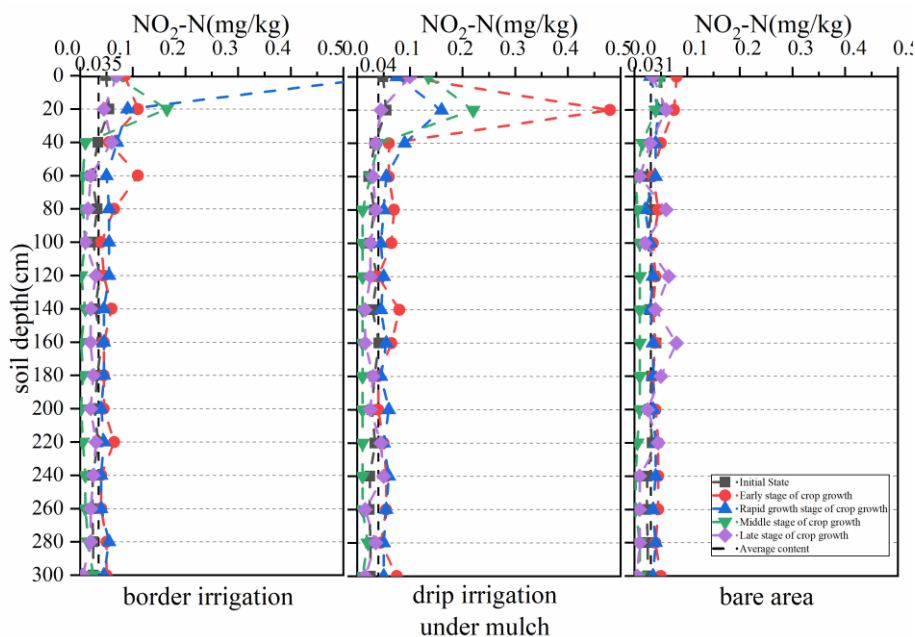 NO₂-N(mg/kg) NO₂-N(mg/kg) NO₂-N(mg/kg)
0.0 0.1 0.2 0.3 0.4 0.5 0.0 0.1 0.2 0.3 0.4 0.5 0.0 0.1 0.2 0.3 0.4 0.5
0.035 0.04 0.031
soil depth(cm)
0
20
40
60
80
100
120
140
160
180
200
220
240
260
280
300
Initial State
Early stage of crop growth
Rapid growth stage of crop growth
Middle stage of crop growth
Late stage of crop growth
Average content
border irrigation
drip irrigation
under mulch
bare area